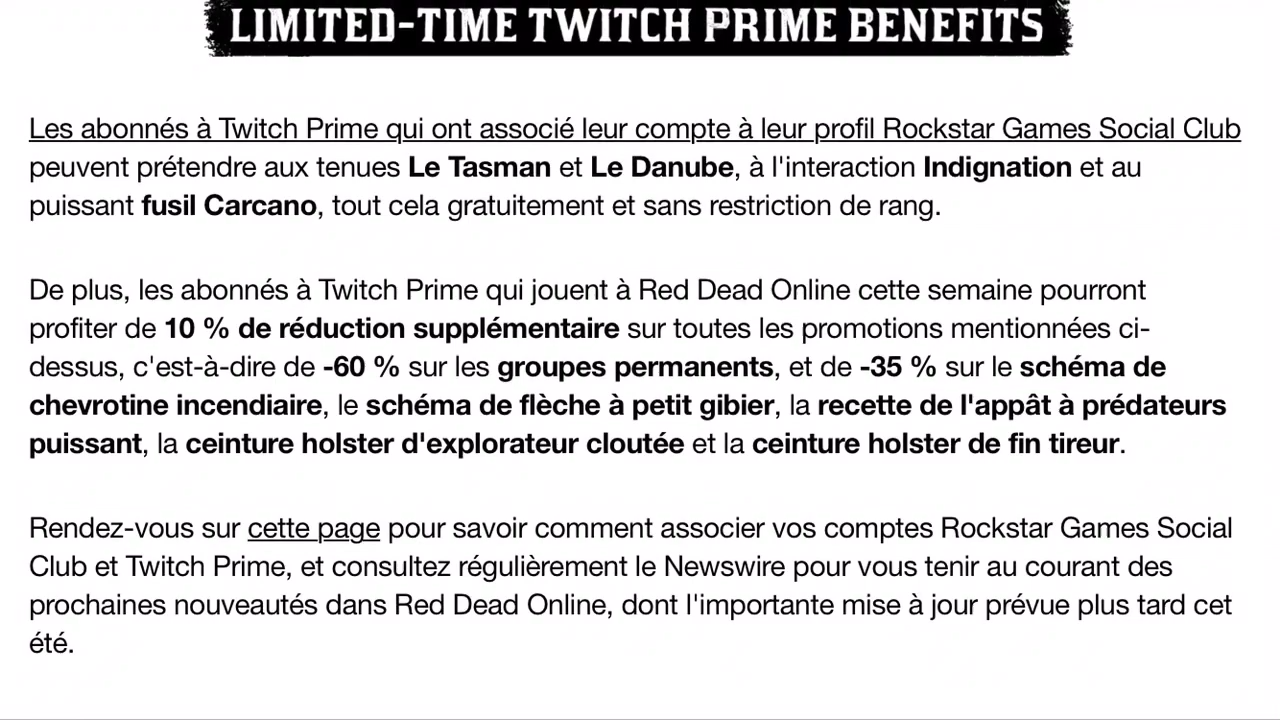 LIMITED-TIME TWITCH PRIME BENEFITS
Les abonnés à Twitch Prime qui ont associé leur compte à leur profil Rockstar Games Social Club
peuvent prétendre aux tenues Le Tasman et Le Danube, à l'interaction Indignation et au
puissant fusil Carcano, tout cela gratuitement et sans restriction de rang.
De plus, les abonnés à Twitch Prime qui jouent à Red Dead Online cette semaine pourront
profiter de 10 % de réduction supplémentaire sur toutes les promotions mentionnées ci-
dessus, c'est-à-dire de -60 % sur les groupes permanents, et de -35 % sur le schéma de
chevrotine incendiaire, le schéma de flèche à petit gibier, la recette de l'appât à prédateurs
puissant, la ceinture holster d'explorateur cloutée et la ceinture holster de fin tireur.
Rendez-vous sur cette page pour savoir comment associer vos comptes Rockstar Games Social
Club et Twitch Prime, et consultez régulièrement le Newswire pour vous tenir au courant des
prochaines nouveautés dans Red Dead Online, dont l'importante mise à jour prévue plus tard cet
été.